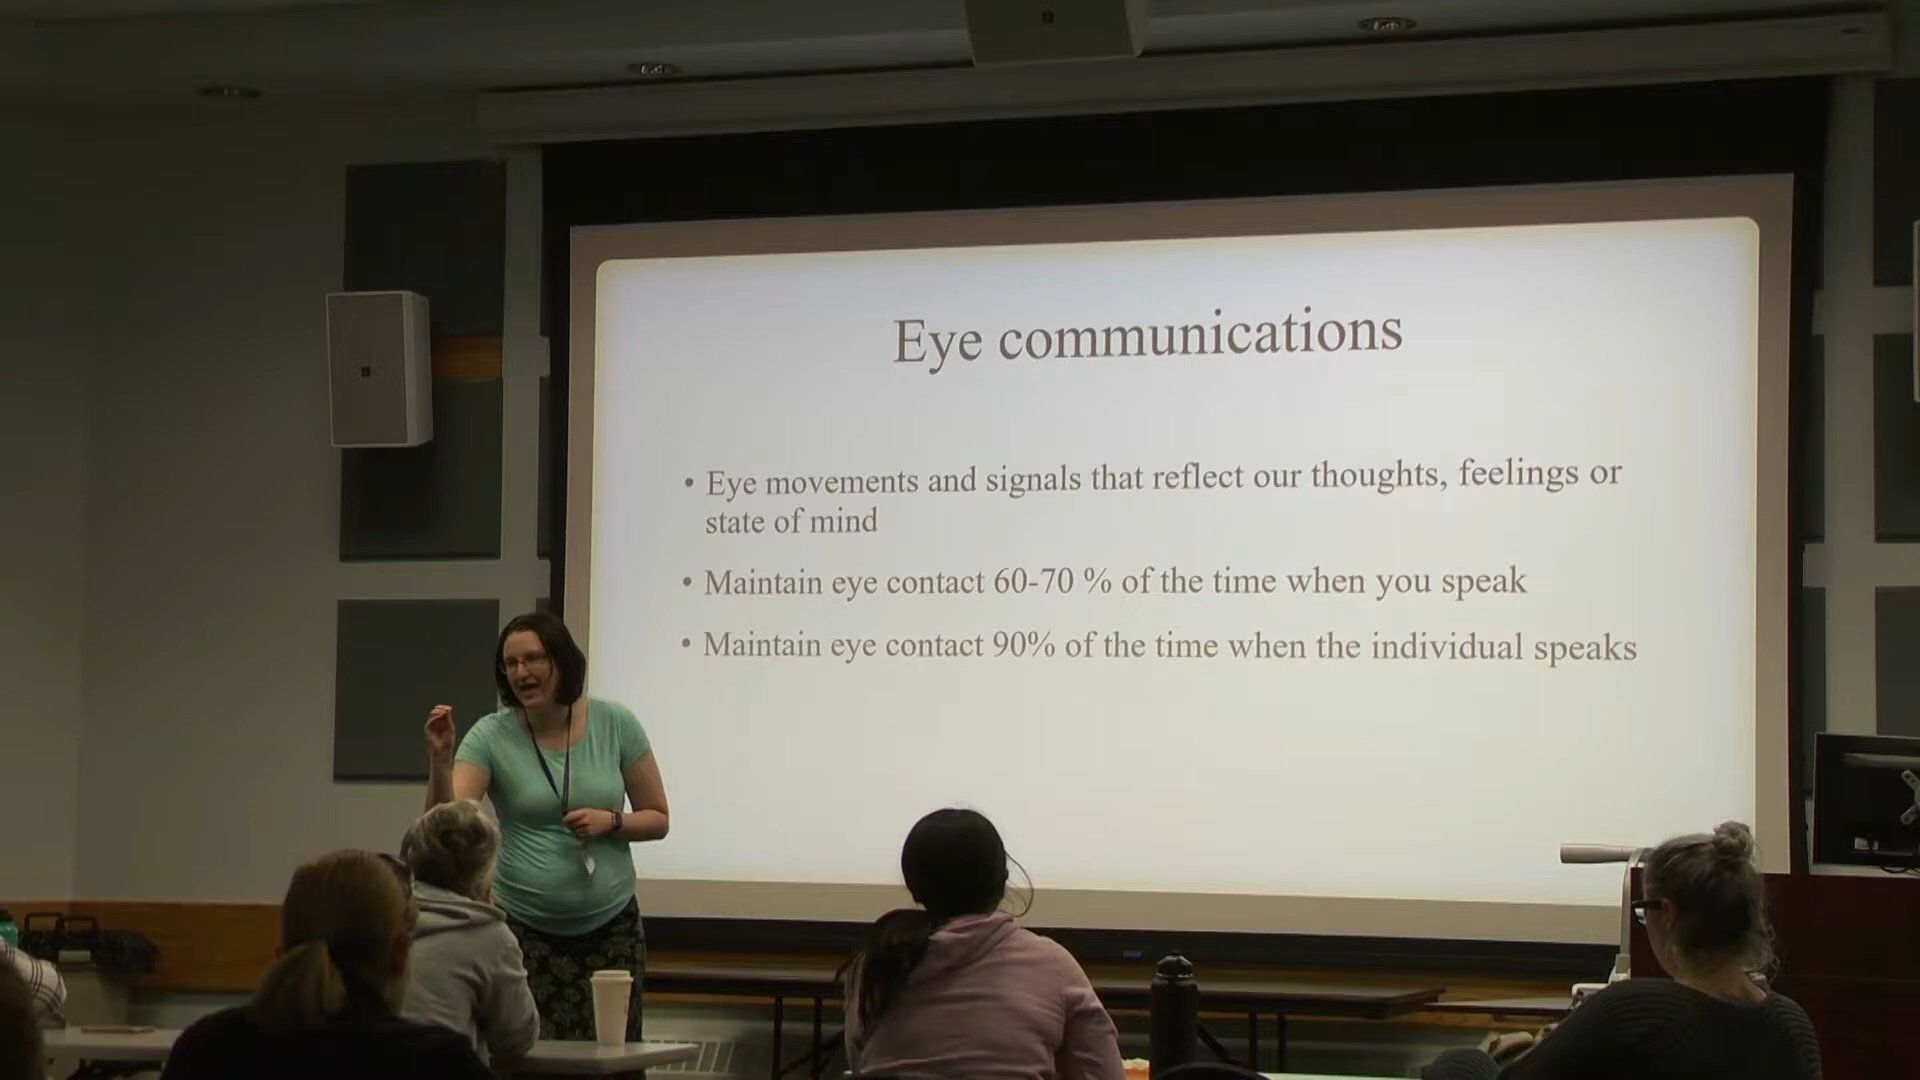 Eye communications
• Eye movements and signals that reflect our thoughts, feelings or
state of mind
• Maintain eye contact 60-70 % of the time when you speak
• Maintain eye contact 90% of the time when the individual speaks